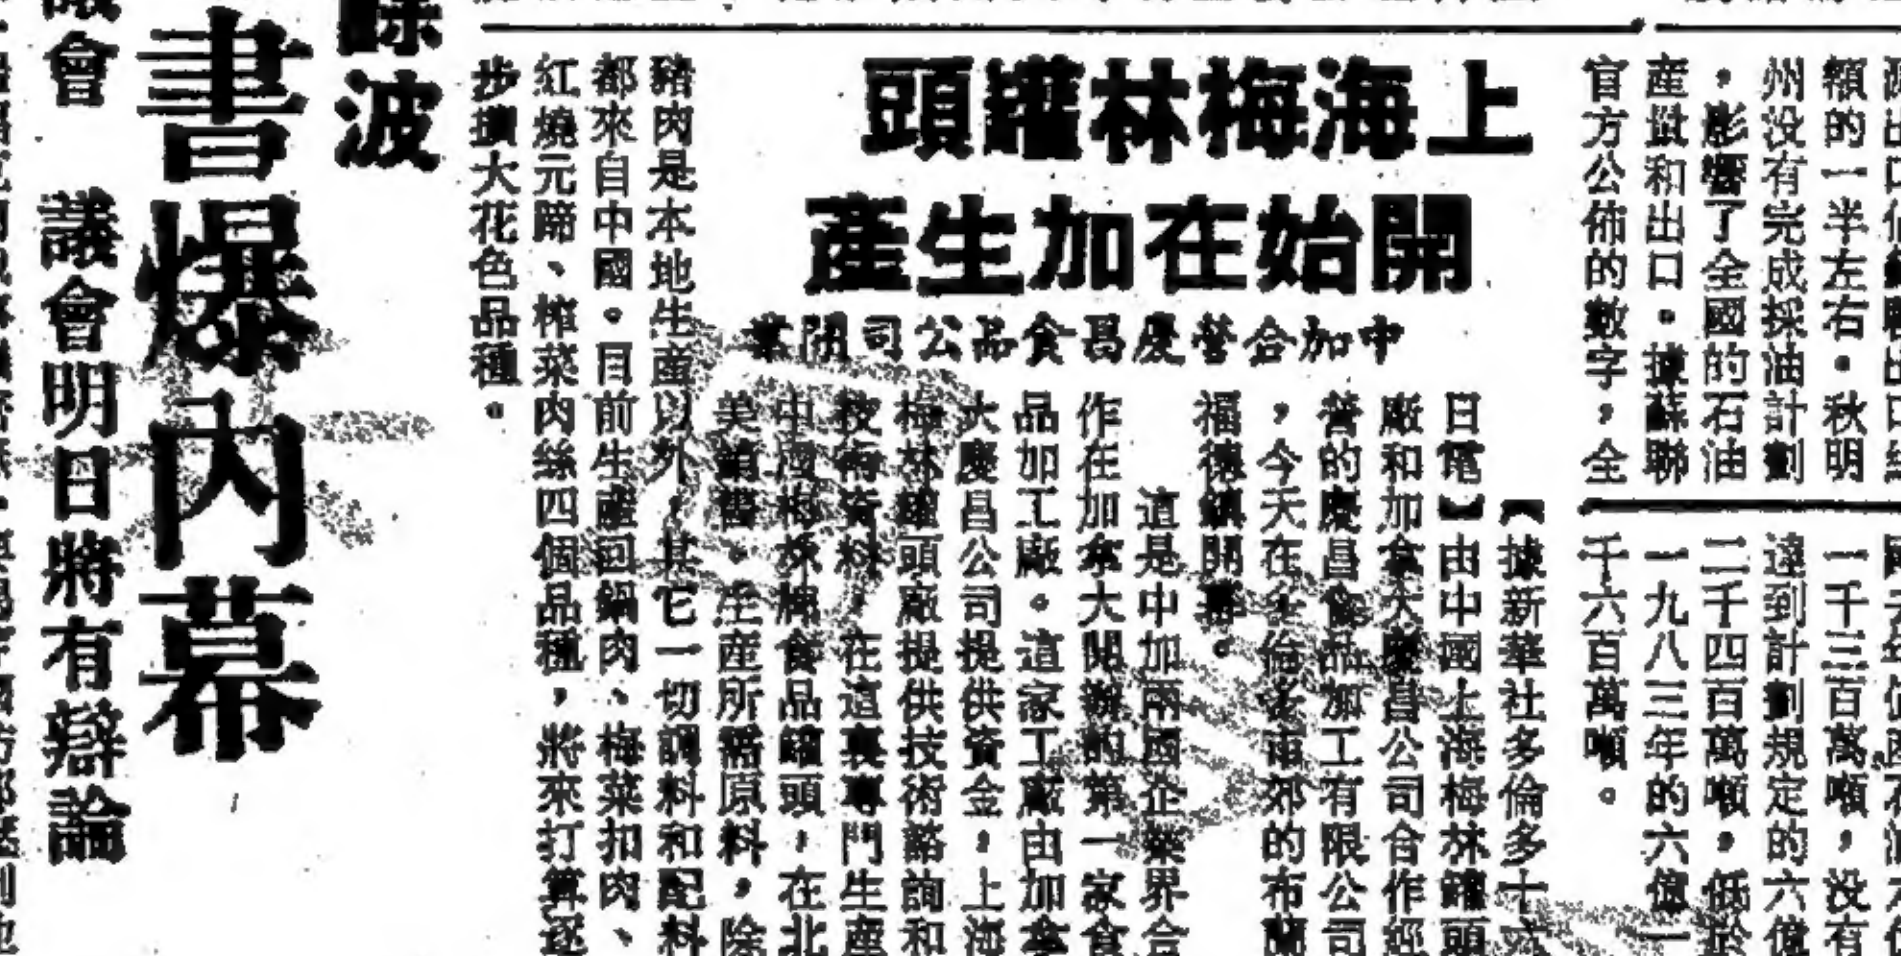 上海梅林罐頭
開始在加生產
中加合營慶昌食品公司開業
【據新華社多倫多十六
日電】由中國上海梅林罐頭
廠和加拿大慶昌公司合作經
營的慶昌食品加工有限公司
，今天在多倫多市郊的布蘭
福德鎮開幕。
這是中加兩國企業界合
作在加拿大開辦的第一家食
品加工廠。這家工廠由加拿
大慶昌公司提供資金，上海
梅林罐頭廠提供技術諮詢和
技術資料，在這裏專門生產
中國梅林牌食品罐頭，在北
美銷售。生産所需原料，除
豬肉是本地生産以外，其它一切調料和配料
都來自中國。目前生産回鍋肉、梅菜扣肉、
紅燒元蹄、榨菜肉絲四個品種，將來打算逐
步擴大花色品種。
額的一半左右。秋明
州没有完成採油計劃
，影響了全國的石油
産量和出口。據蘇聯
官方公佈的數字，全
一千三百萬噸，没有
達到計劃規定的六億
二千四百萬噸，低於
一九八三年的六億一
千六百萬噸。
波
書爆内幕
會 議會明日將有辯論